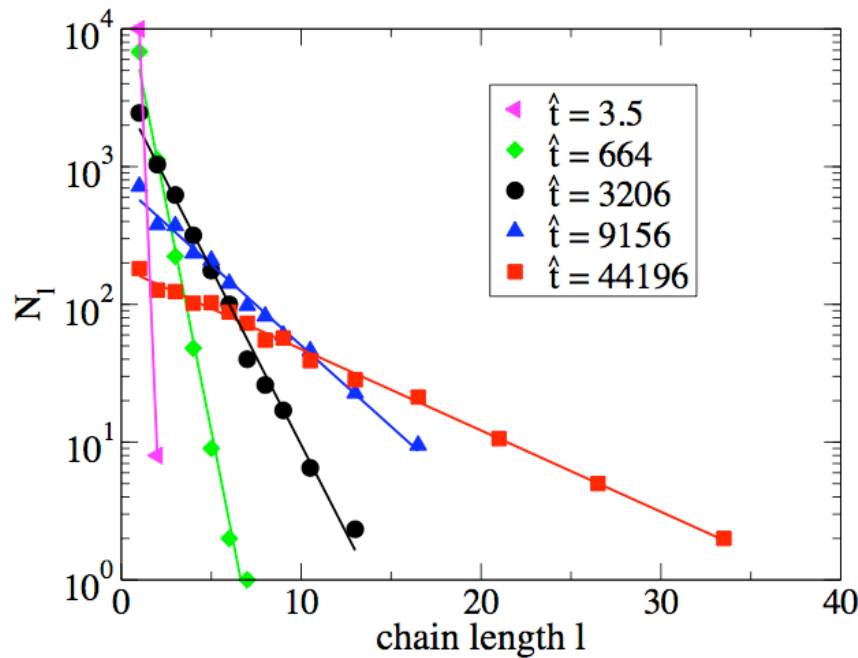 10^4
10^3
10^2
10^1
10^0
N_l
t̂ = 3.5
t̂ = 664
t̂ = 3206
t̂ = 9156
t̂ = 44196
0 10 20 30 40
chain length l